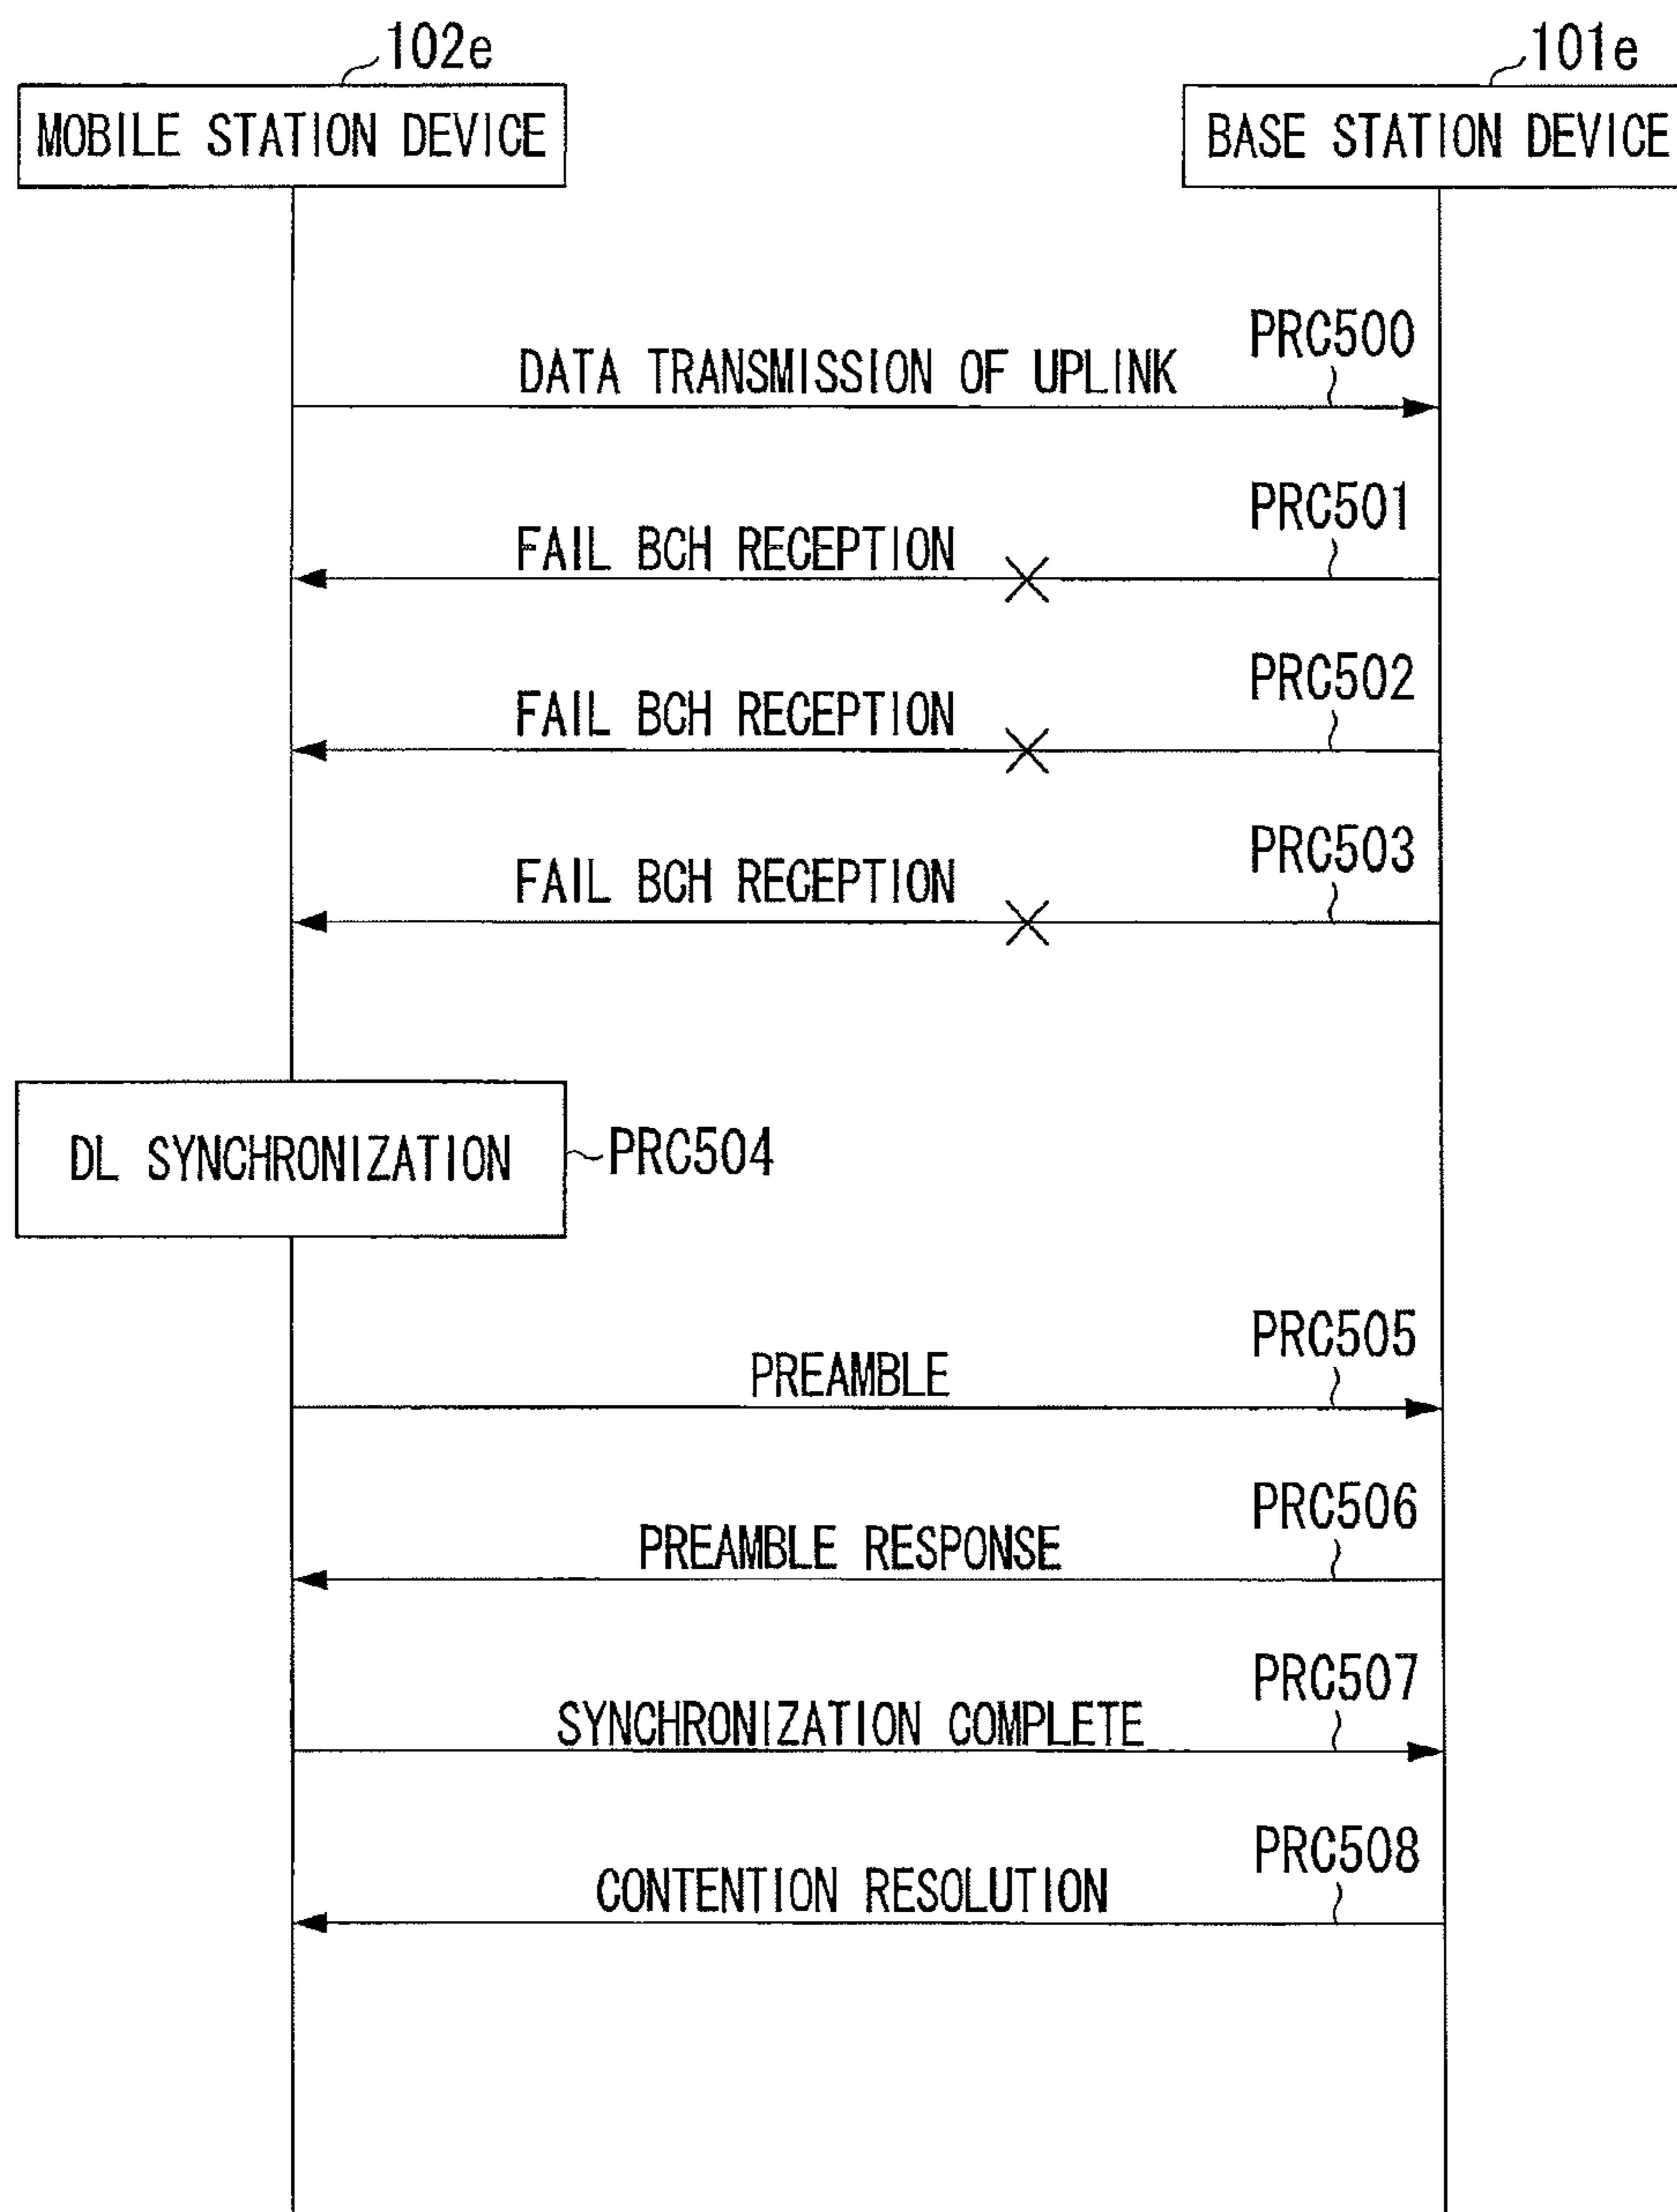 102e
101e
MOBILE STATION DEVICE
BASE STATION DEVICE
PRC500
DATA TRANSMISSION OF UPLINK
PRC501
FAIL BCH RECEPTION
PRC502
FAIL BCH RECEPTION
PRC503
FAIL BCH RECEPTION
DL SYNCHRONIZATION
PRC504
PRC505
PREAMBLE
PRC506
PREAMBLE RESPONSE
PRC507
SYNCHRONIZATION COMPLETE
PRC508
CONTENTION RESOLUTION